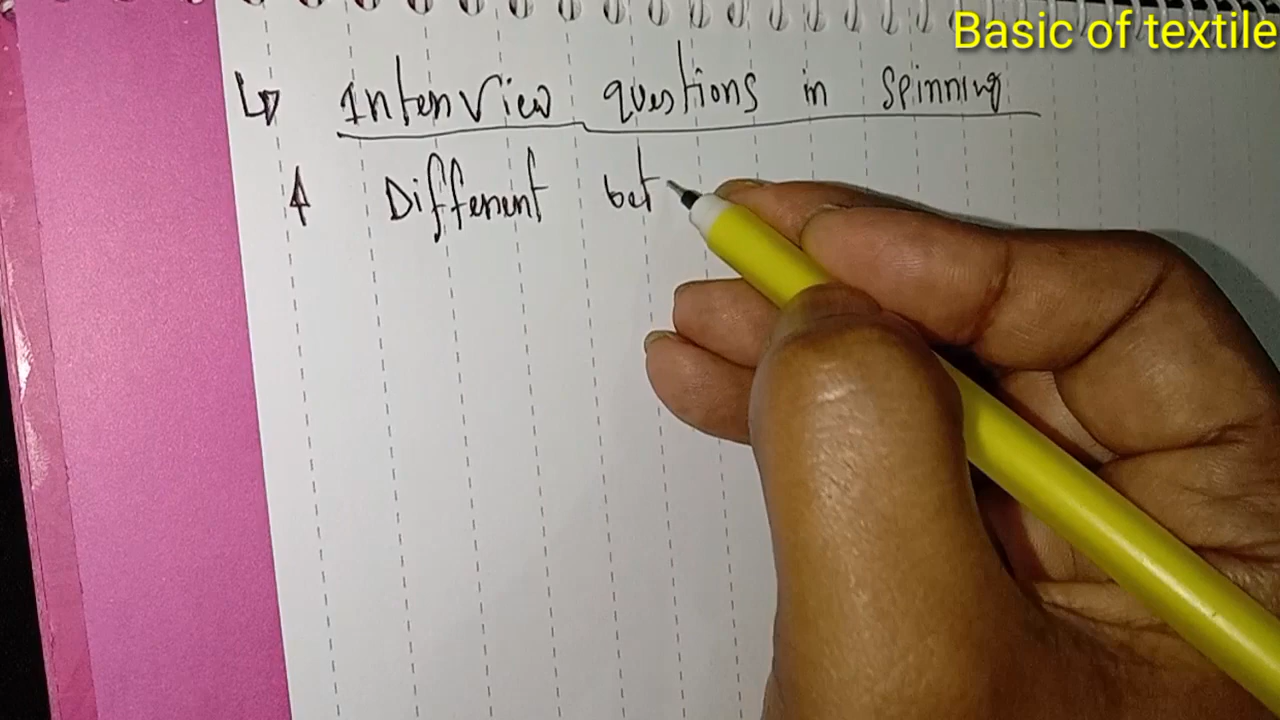 Basic of textile
Interview questions in spinning
Different bet